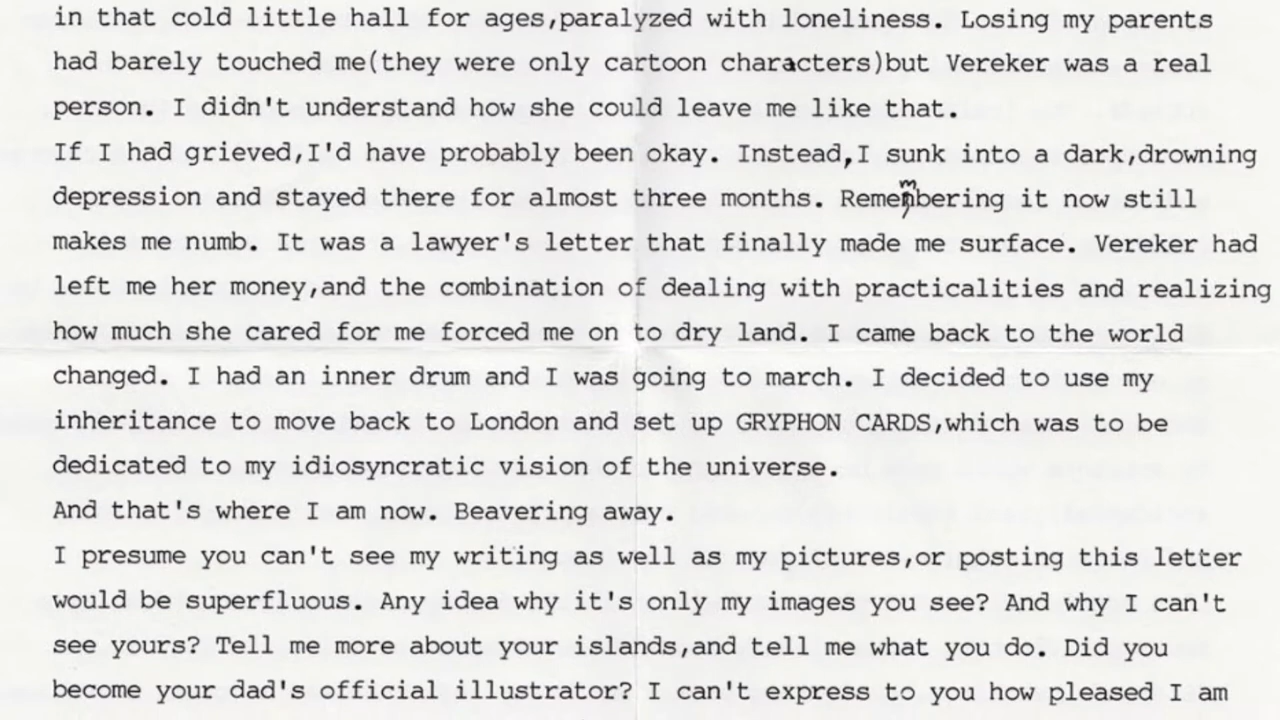 in that cold little hall for ages,paralyzed with loneliness. Losing my parents
had barely touched me(they were only cartoon characters)but Vereker was a real
person. I didn't understand how she could leave me like that.
If I had grieved,I'd have probably been okay. Instead,I sunk into a dark,drowning
depression and stayed there for almost three months. Remembering it now still
makes me numb. It was a lawyer's letter that finally made me surface. Vereker had
left me her money,and the combination of dealing with practicalities and realizing
how much she cared for me forced me on to dry land. I came back to the world
changed. I had an inner drum and I was going to march. I decided to use my
inheritance to move back to London and set up GRYPHON CARDS,which was to be
dedicated to my idiosyncratic vision of the universe.
And that's where I am now. Beavering away.
I presume you can't see my writing as well as my pictures,or posting this letter
would be superfluous. Any idea why it's only my images you see? And why I can't
see yours? Tell me more about your islands,and tell me what you do. Did you
become your dad's official illustrator? I can't express to you how pleased I am